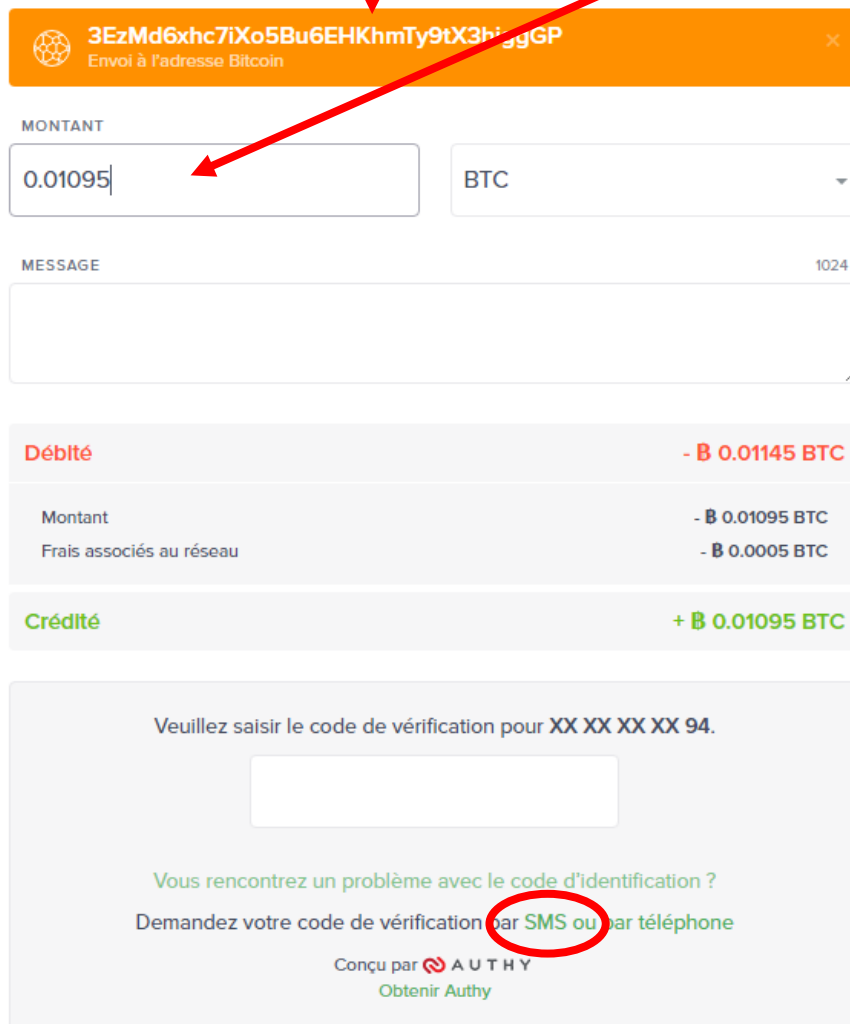 Envoi à l'adresse Bitcoin
MONTANT
0.01095 BTC
MESSAGE 1024
Débité - ฿ 0.01145 BTC
Montant - ฿ 0.01095 BTC
Frais associés au réseau - ฿ 0.0005 BTC
Crédité + ฿ 0.01095 BTC
Veuillez saisir le code de vérification pour XX XX XX XX 94.
Vous rencontrez un problème avec le code d'identification ?
Demandez votre code de vérification par SMS ou par téléphone
Conçu par AUTHY
Obtenir Authy